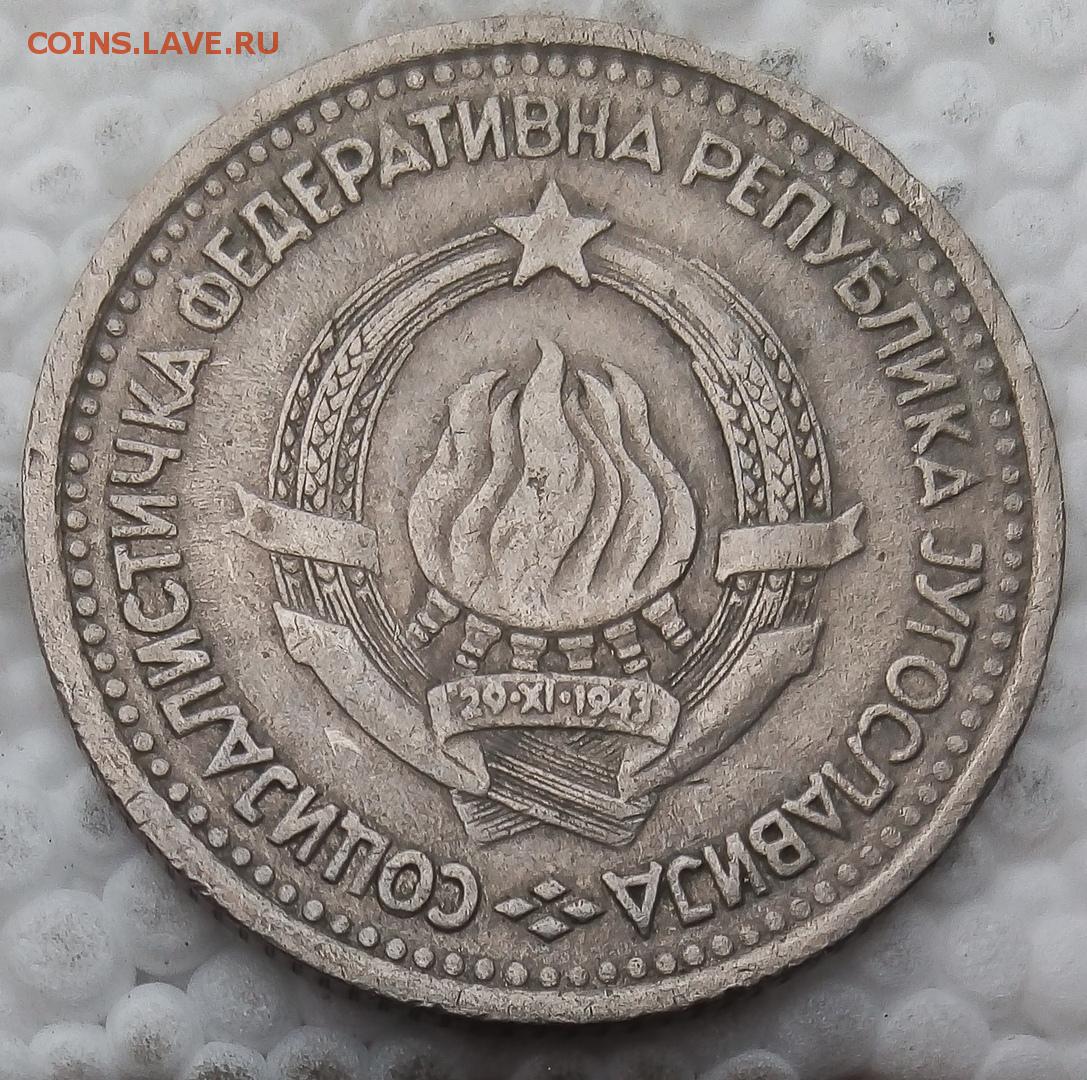 COINS.LAVE.RU
СОЦИЈАЛИСТИЧКА ФЕДЕРАТИВНА РЕПУБЛИКА ЈУГОСЛАВИЈА
29·XI·1943